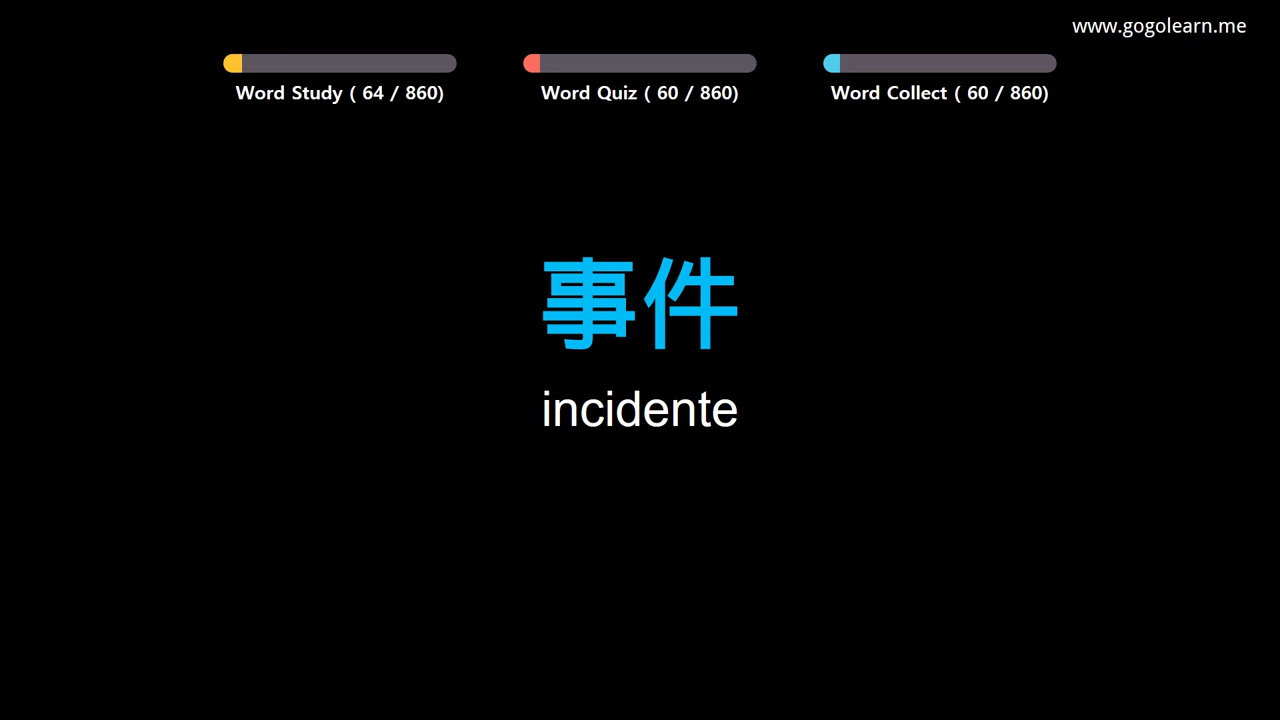 www.gogolearn.me
Word Study ( 64 / 860)
Word Quiz ( 60 / 860)
Word Collect ( 60 / 860)
事件
incidente